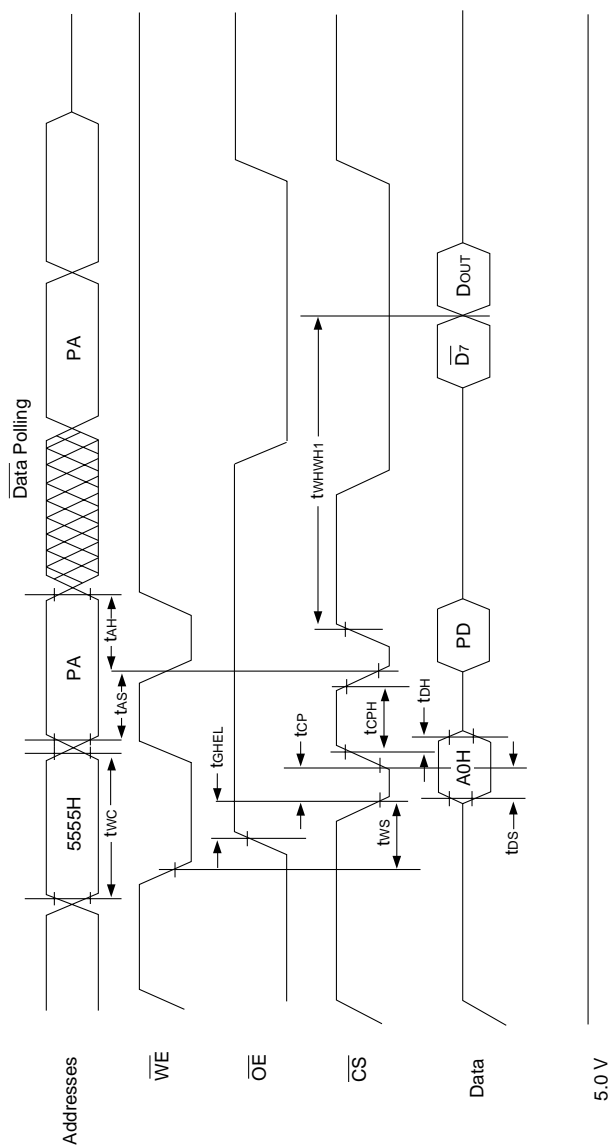 Data Polling
Addresses
5555H
PA
PA
tWC
tAS
tAH
WE
OE
tGHEL
tWHWH1
CS
tWS
tCP
tCPH
tDH
Data
A0H
PD
D7
DOUT
tDS
5.0 V